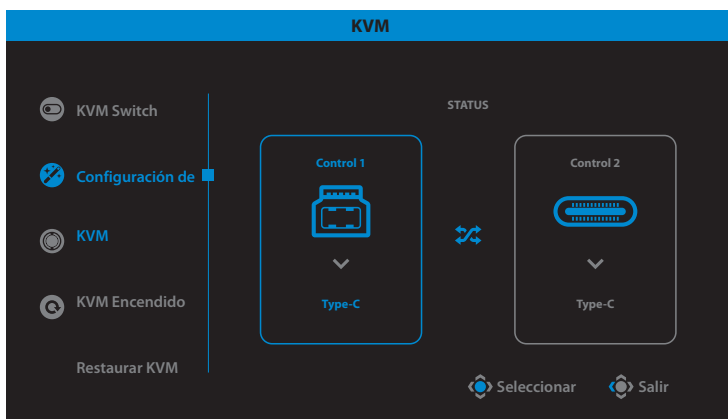 KVM
KVM Switch
Configuración de
KVM
KVM Encendido
Restaurar KVM
STATUS
Control 1
Type-C
Control 2
Type-C
Seleccionar
Salir